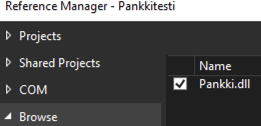 Reference Manager - Pankkitesti
Projects
Shared Projects
COM
Browse
Name
Pankki.dll